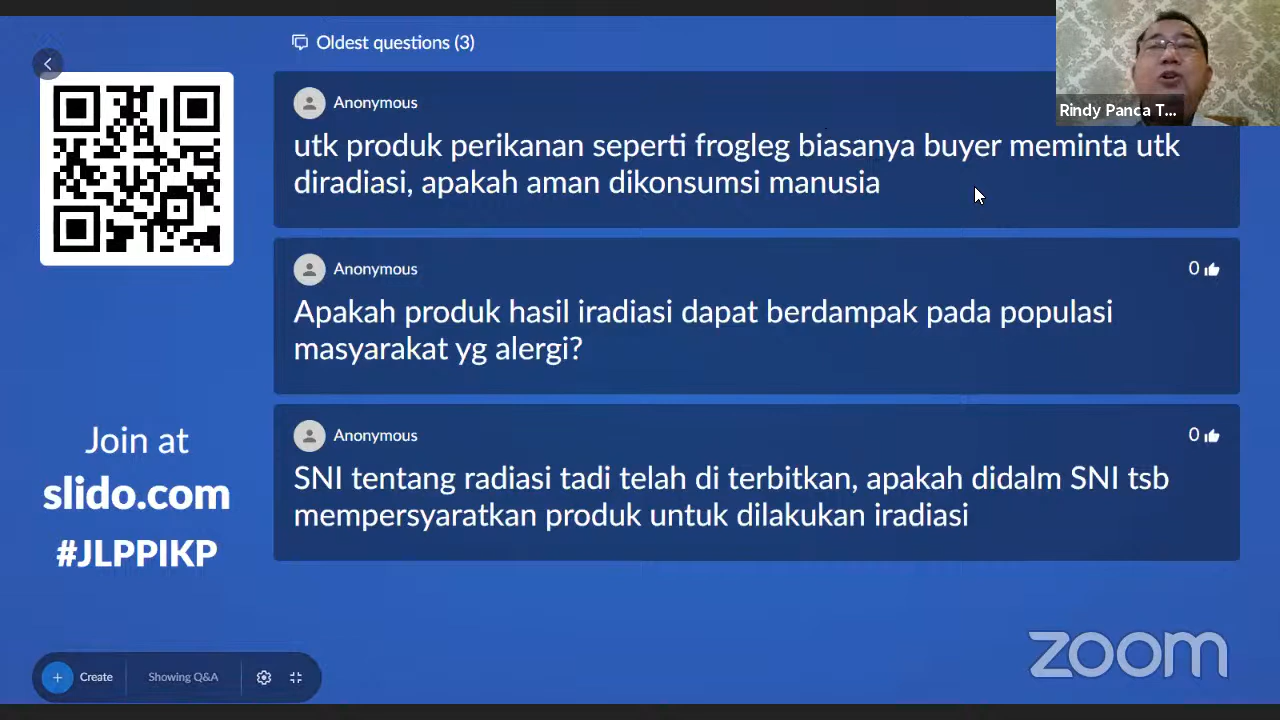 Oldest questions (3)
Anonymous
utk produk perikanan seperti frogleg biasanya buyer meminta utk
diradiasi, apakah aman dikonsumsi manusia
Rindy Panca T...
Anonymous
0
Apakah produk hasil iradiasi dapat berdampak pada populasi
masyarakat yg alergi?
Anonymous
0
SNI tentang radiasi tadi telah di terbitkan, apakah didalm SNI tsb
mempersyaratkan produk untuk dilakukan iradiasi
Join at
slido.com
#JLPPIKP
Create
Showing Q&A
zoom